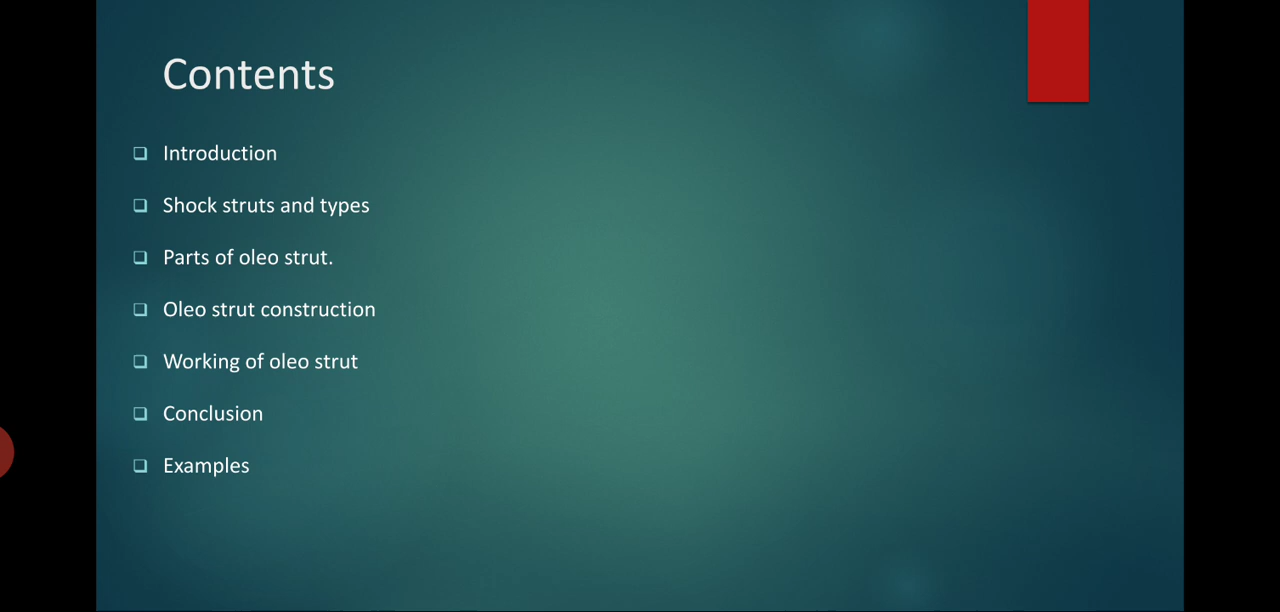 Contents
Introduction
Shock struts and types
Parts of oleo strut.
Oleo strut construction
Working of oleo strut
Conclusion
Examples